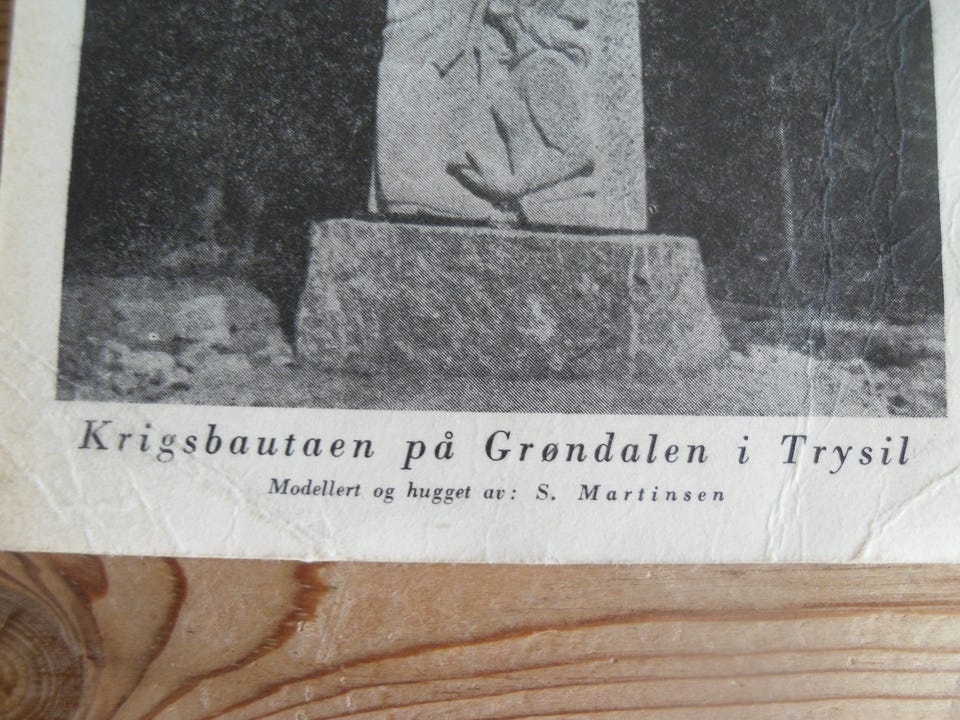 Krigsbautaen på Grøndalen i Trysil
Modellert og hugget av: S. Martinsen